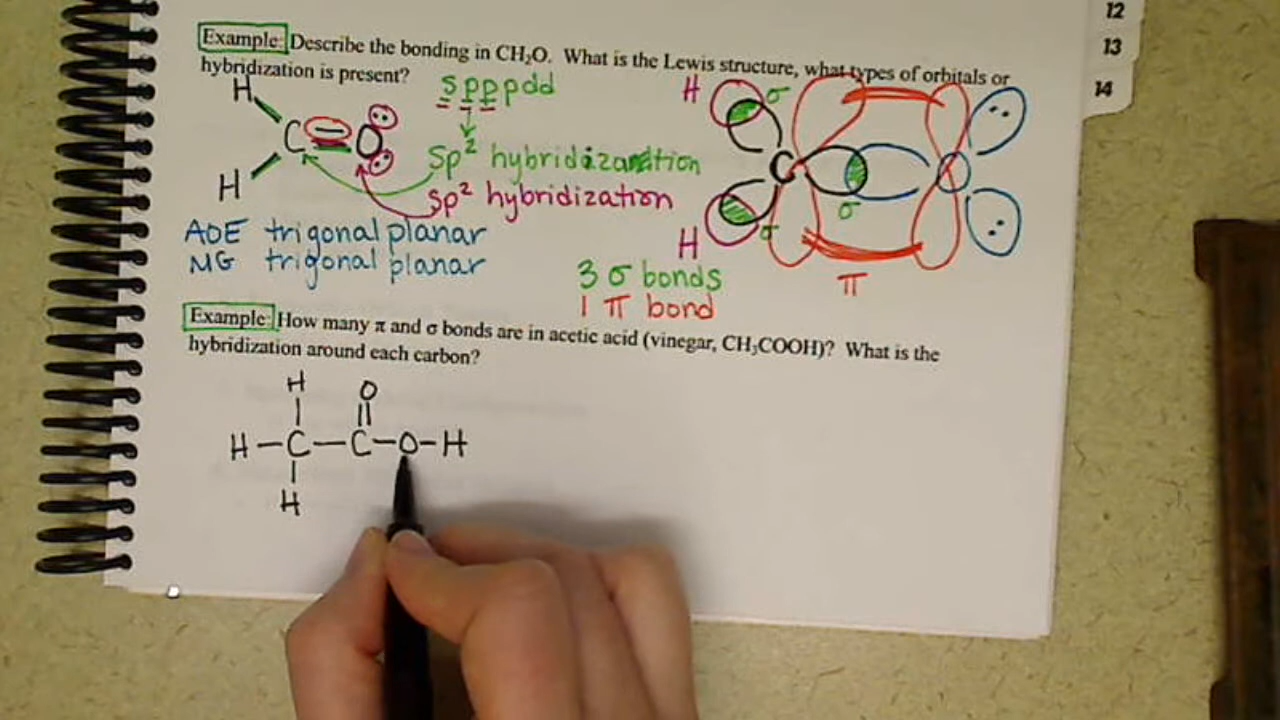 12
13
14
Example: Describe the bonding in CH₂O. What is the Lewis structure, what types of orbitals or
hybridization is present?
spppdd
H
C=O
H
sp² hybridization
sp² hybridization
AOE trigonal planar
MG trigonal planar
3 σ bonds
1 π bond
H
σ
C
σ
H
σ
π
Example: How many π and σ bonds are in acetic acid (vinegar, CH₃COOH)? What is the
hybridization around each carbon?
H O
H-C-C-O-H
H